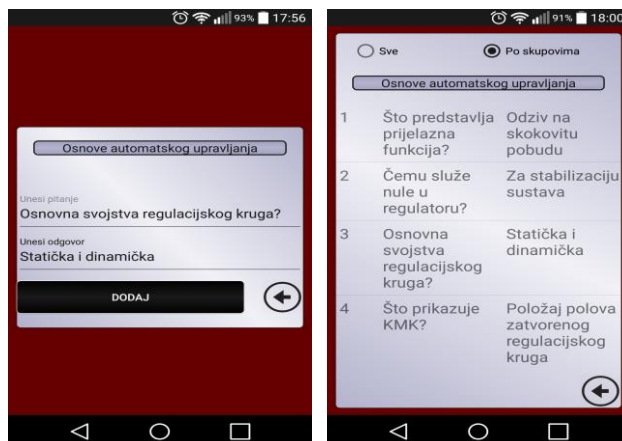 93% 17:56
Osnove automatskog upravljanja
Unesi pitanje
Osnovna svojstva regulacijskog kruga?
Unesi odgovor
Statička i dinamička
DODAJ
91% 18:00
Sve Po skupovima
Osnove automatskog upravljanja
1 Što predstavlja Odziv na
prijelazna skokovitu
funkcija? pobudu
2 Čemu služe Za stabilizaciju
nule u sustava
regulatoru?
3 Osnovna Statička i
svojstva dinamička
regulacijskog
kruga?
4 Što prikazuje Položaj polova
KMK? zatvorenog
regulacijskog
kruga